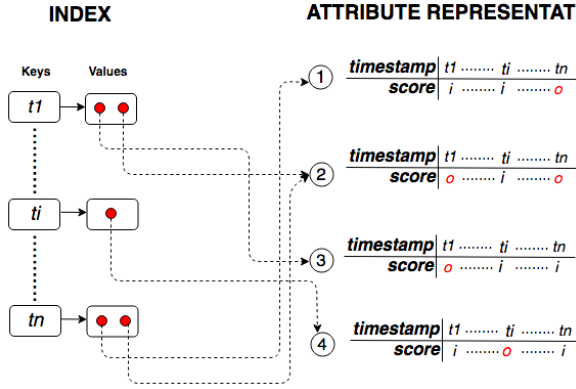 INDEX
ATTRIBUTE REPRESENTAT
Keys Values
t1
ti
tn
1
timestamp t1 ........ ti ........ tn
score i ........ i ........ o
2
timestamp t1 ........ ti ........ tn
score o ........ i ........ o
3
timestamp t1 ........ ti ........ tn
score o ........ i ........ i
4
timestamp t1 ........ ti ........ tn
score i ........ o ........ i